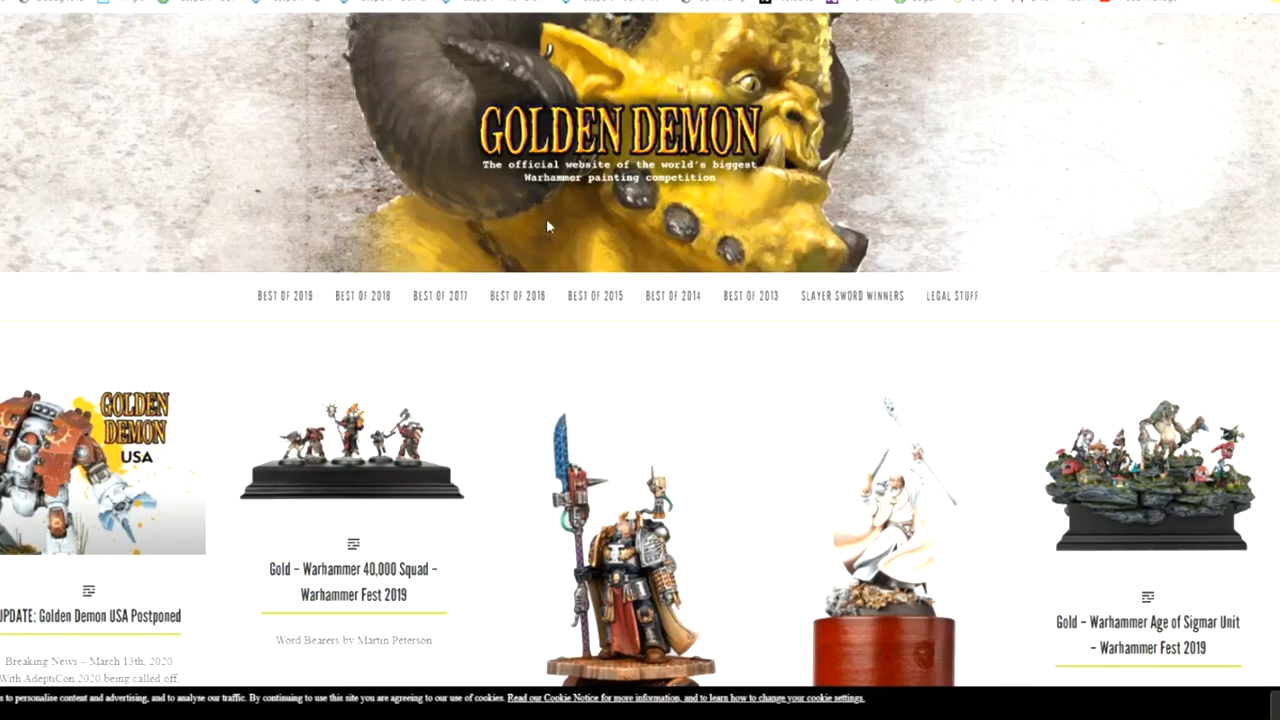 GOLDEN DEMON
The official website of the world's biggest
Warhammer painting competition
BEST OF 2019 BEST OF 2018 BEST OF 2017 BEST OF 2016 BEST OF 2015 BEST OF 2014 BEST OF 2013 SLAYER SWORD WINNERS LEGAL STUFF
GOLDEN
DEMON
USA
UPDATE: Golden Demon USA Postponed
Breaking News – March 13th, 2020
With AdeptiCon 2020 being called off,
Gold – Warhammer 40,000 Squad –
Warhammer Fest 2019
Word Bearers by Martin Peterson
Gold – Warhammer Age of Sigmar Unit
– Warhammer Fest 2019
s to personalise content and advertising, and to analyse our traffic. By continuing to use this site you are agreeing to our use of cookies. Read our Cookie Notice for more information, and to learn how to change your cookie settings.